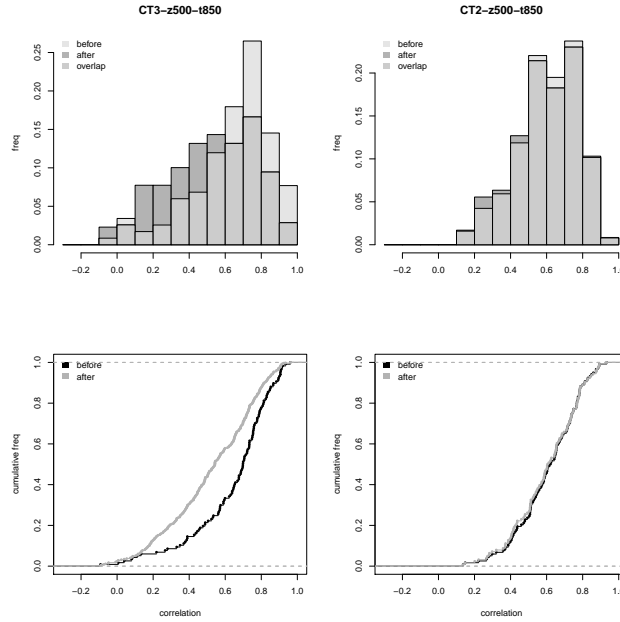 CT3−z500−t850
before
after
overlap
freq
0.00
0.05
0.10
0.15
0.20
0.25
−0.2 0.0 0.2 0.4 0.6 0.8 1.0
CT2−z500−t850
before
after
overlap
freq
0.00
0.05
0.10
0.15
0.20
−0.2 0.0 0.2 0.4 0.6 0.8 1.0
before
after
cumulative freq
0.0
0.2
0.4
0.6
0.8
1.0
−0.2 0.0 0.2 0.4 0.6 0.8 1.0
correlation
before
after
cumulative freq
0.0
0.2
0.4
0.6
0.8
1.0
−0.2 0.0 0.2 0.4 0.6 0.8 1.0
correlation